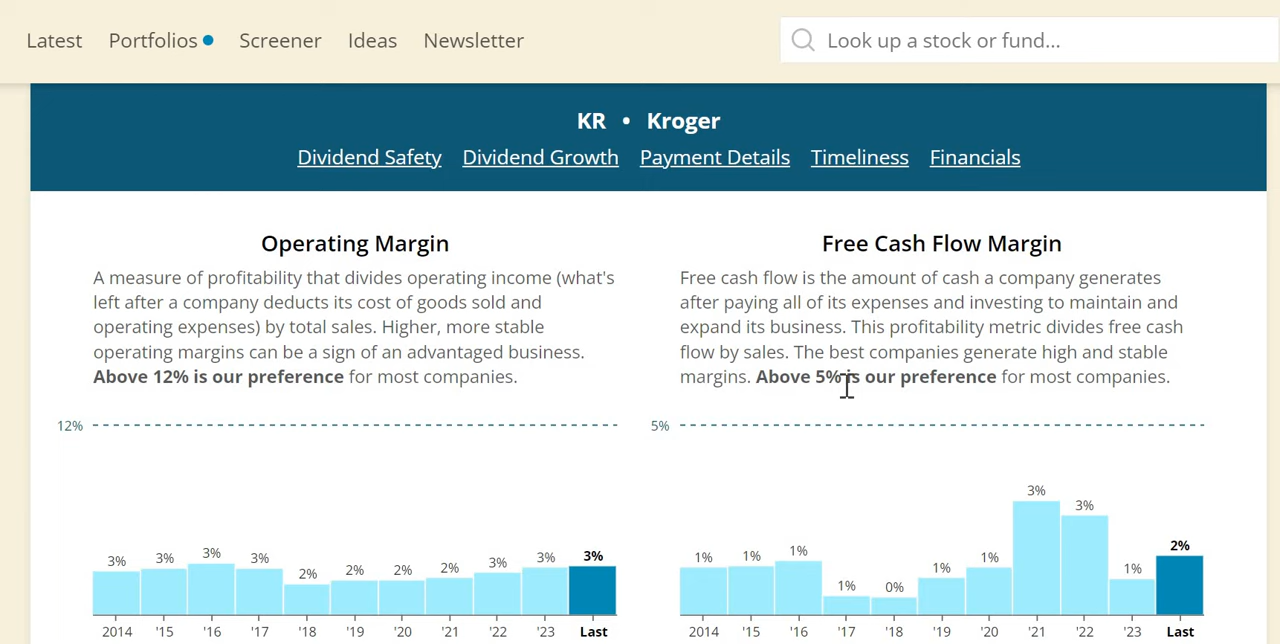 Latest Portfolios Screener Ideas Newsletter Look up a stock or fund...
KR • Kroger
Dividend Safety Dividend Growth Payment Details Timeliness Financials
Operating Margin
A measure of profitability that divides operating income (what's
left after a company deducts its cost of goods sold and
operating expenses) by total sales. Higher, more stable
operating margins can be a sign of an advantaged business.
Above 12% is our preference for most companies.
12%
3% 3% 3% 3% 2% 2% 2% 2% 3% 3% 3%
2014 '15 '16 '17 '18 '19 '20 '21 '22 '23 Last
Free Cash Flow Margin
Free cash flow is the amount of cash a company generates
after paying all of its expenses and investing to maintain and
expand its business. This profitability metric divides free cash
flow by sales. The best companies generate high and stable
margins. Above 5% is our preference for most companies.
5%
1% 1% 1% 1% 0% 1% 1% 3% 3% 1% 2%
2014 '15 '16 '17 '18 '19 '20 '21 '22 '23 Last